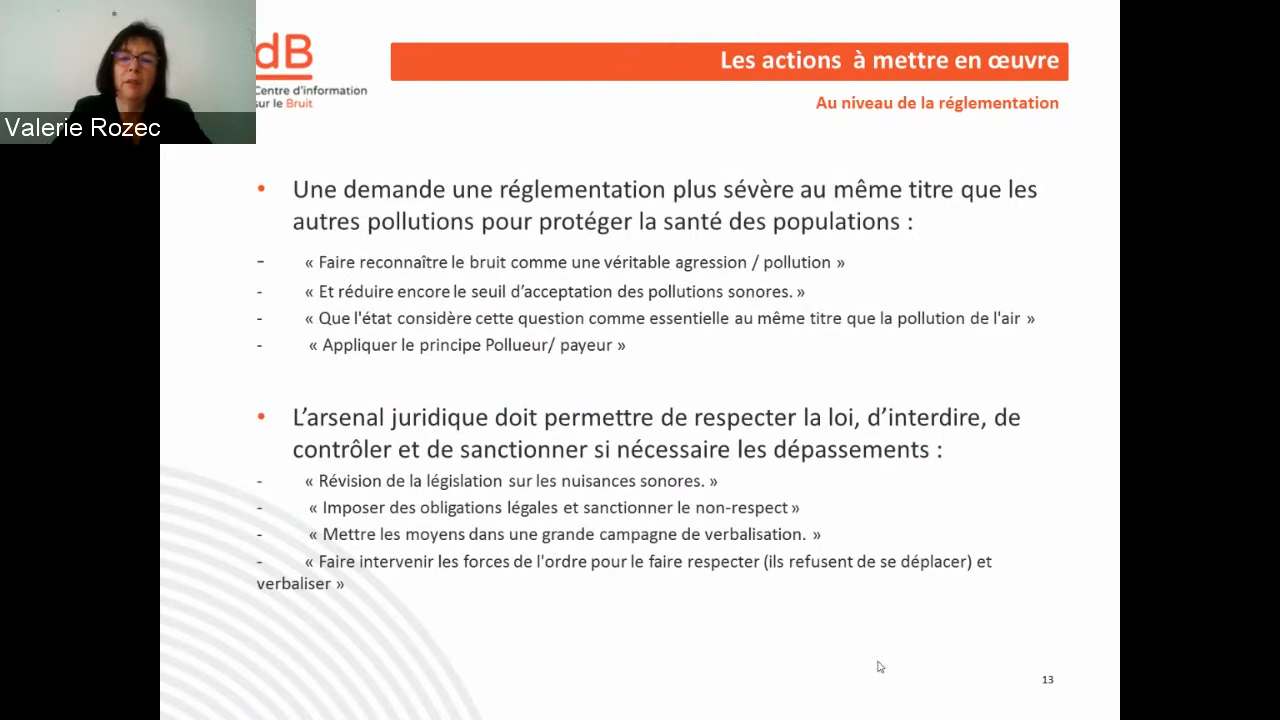 dB
Centre d'information
sur le Bruit
Valerie Rozec
Les actions à mettre en œuvre
Au niveau de la réglementation
• Une demande une réglementation plus sévère au même titre que les
autres pollutions pour protéger la santé des populations :
- « Faire reconnaître le bruit comme une véritable agression / pollution »
- « Et réduire encore le seuil d’acceptation des pollutions sonores. »
- « Que l'état considère cette question comme essentielle au même titre que la pollution de l'air »
- « Appliquer le principe Pollueur/ payeur »
• L’arsenal juridique doit permettre de respecter la loi, d’interdire, de
contrôler et de sanctionner si nécessaire les dépassements :
- « Révision de la législation sur les nuisances sonores. »
- « Imposer des obligations légales et sanctionner le non-respect »
- « Mettre les moyens dans une grande campagne de verbalisation. »
- « Faire intervenir les forces de l'ordre pour le faire respecter (ils refusent de se déplacer) et
verbaliser »
13